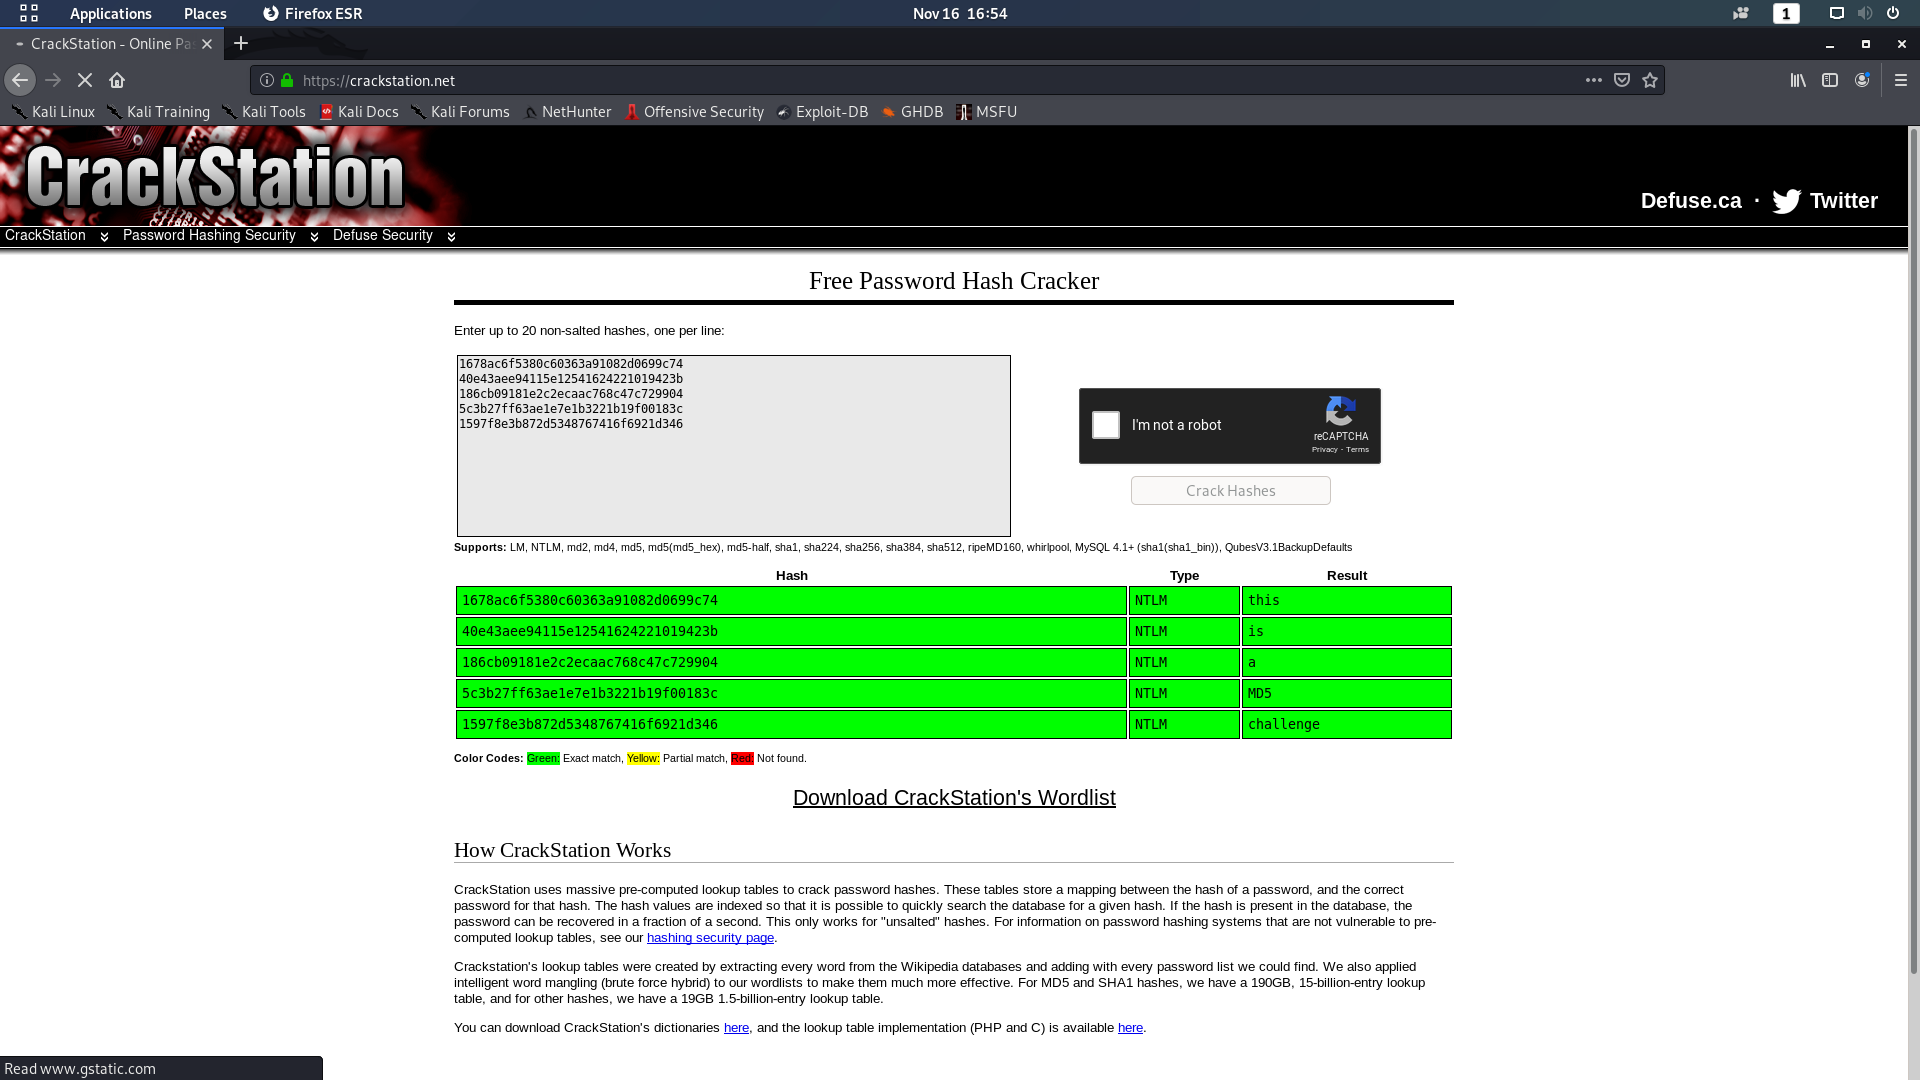 Applications Places Firefox ESR Nov 16 16:54 1
CrackStation - Online Pa
https://crackstation.net
Kali Linux Kali Training Kali Tools Kali Docs Kali Forums NetHunter Offensive Security Exploit-DB GHDB MSFU
CrackStation
Defuse.ca · Twitter
CrackStation Password Hashing Security Defuse Security
Free Password Hash Cracker
Enter up to 20 non-salted hashes, one per line:
1678ac6f5380c60363a91082d0699c74
40e43aee94115e12541624221019423b
186cb09181e2c2ecaac768c47c729904
5c3b27ff63ae1e7e1b3221b19f00183c
1597f8e3b872d5348767416f6921d346
I'm not a robot
reCAPTCHA
Privacy - Terms
Crack Hashes
Supports: LM, NTLM, md2, md4, md5, md5(md5_hex), md5-half, sha1, sha224, sha256, sha384, sha512, ripeMD160, whirlpool, MySQL 4.1+ (sha1(sha1_bin)), QubesV3.1BackupDefaults
Hash Type Result
1678ac6f5380c60363a91082d0699c74 NTLM this
40e43aee94115e12541624221019423b NTLM is
186cb09181e2c2ecaac768c47c729904 NTLM a
5c3b27ff63ae1e7e1b3221b19f00183c NTLM MD5
1597f8e3b872d5348767416f6921d346 NTLM challenge
Color Codes: Green: Exact match, Yellow: Partial match, Red: Not found.
Download CrackStation's Wordlist
How CrackStation Works
CrackStation uses massive pre-computed lookup tables to crack password hashes. These tables store a mapping between the hash of a password, and the correct
password for that hash. The hash values are indexed so that it is possible to quickly search the database for a given hash. If the hash is present in the database, the
password can be recovered in a fraction of a second. This only works for "unsalted" hashes. For information on password hashing systems that are not vulnerable to pre-
computed lookup tables, see our hashing security page.
Crackstation's lookup tables were created by extracting every word from the Wikipedia databases and adding with every password list we could find. We also applied
intelligent word mangling (brute force hybrid) to our wordlists to make them much more effective. For MD5 and SHA1 hashes, we have a 190GB, 15-billion-entry lookup
table, and for other hashes, we have a 19GB 1.5-billion-entry lookup table.
You can download CrackStation's dictionaries here, and the lookup table implementation (PHP and C) is available here.
Read www.gstatic.com